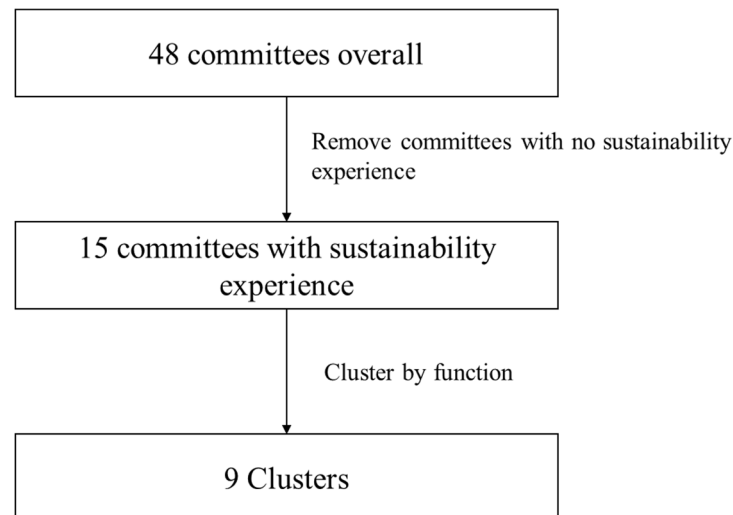 48 committees overall
Remove committees with no sustainability
experience
15 committees with sustainability
experience
Cluster by function
9 Clusters